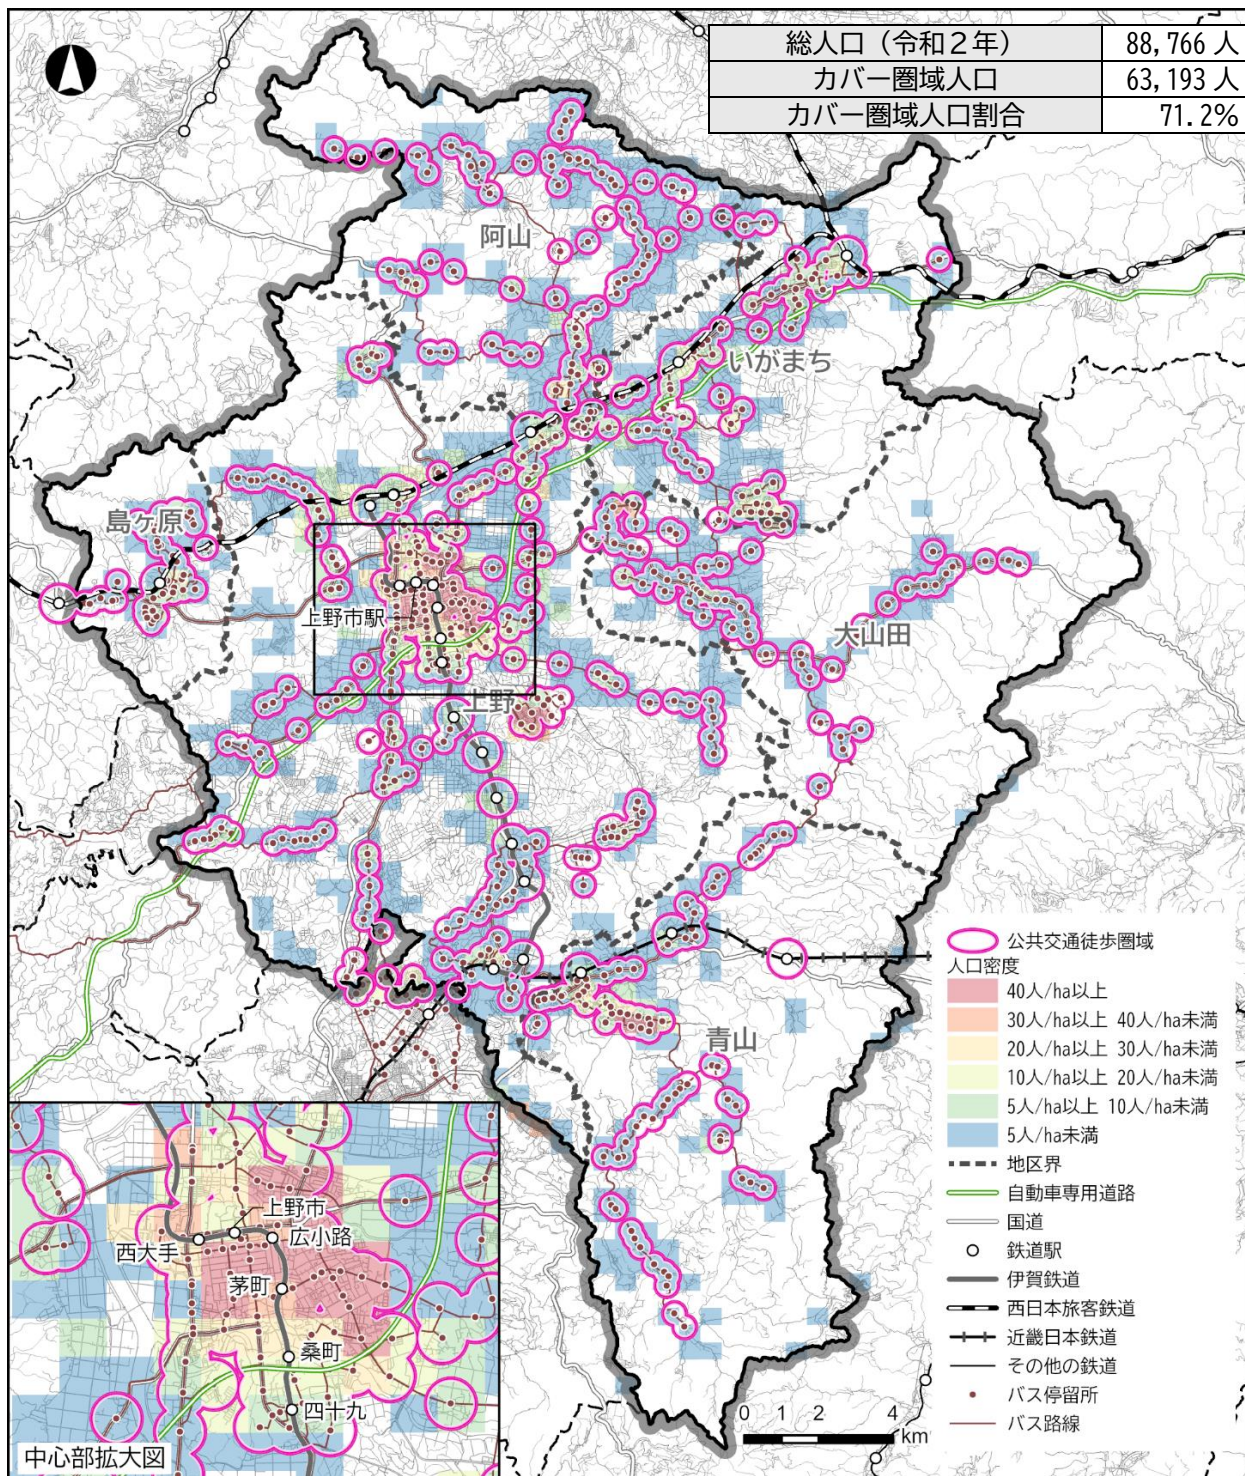 総人口（令和２年） 88,766 人
カバー圏域人口 63,193 人
カバー圏域人口割合 71.2%
阿山
いがまち
島ヶ原
上野市駅
大山田
上野
青山
公共交通徒歩圏域
人口密度
40人/ha以上
30人/ha以上 40人/ha未満
20人/ha以上 30人/ha未満
10人/ha以上 20人/ha未満
5人/ha以上 10人/ha未満
5人/ha未満
地区界
自動車専用道路
国道
鉄道駅
伊賀鉄道
西日本旅客鉄道
近畿日本鉄道
その他の鉄道
バス停留所
バス路線
0 1 2 4
km
上野市
西大手
広小路
茅町
桑町
四十九
中心部拡大図